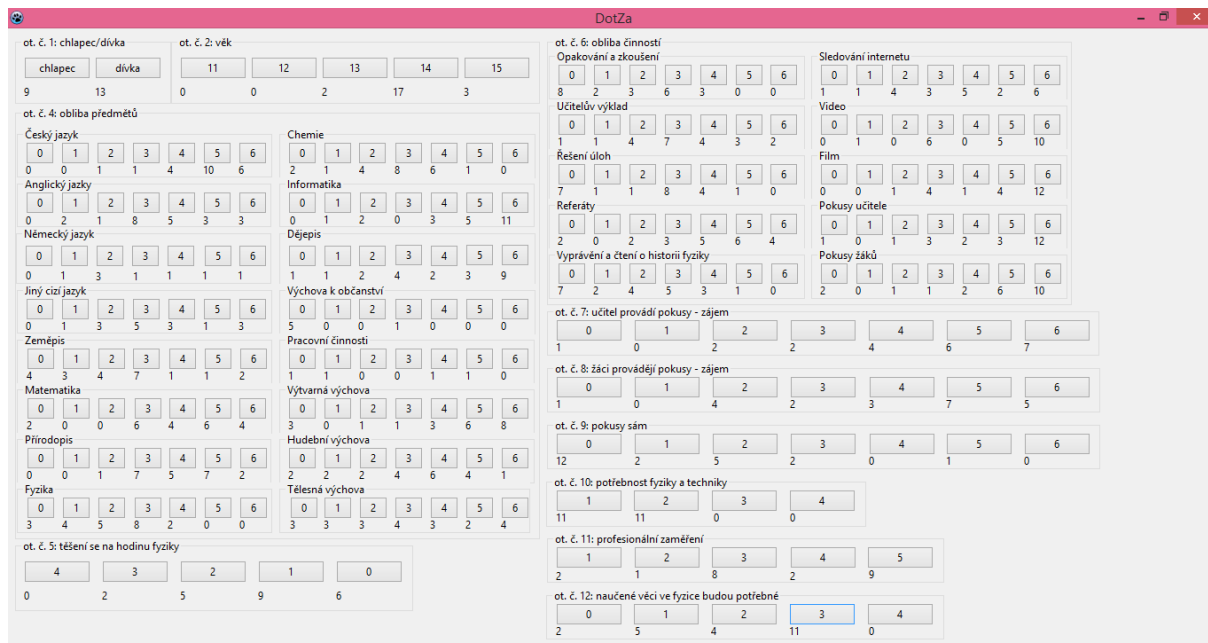 DotZa
ot. č. 1: chlapec/dívka
chlapec dívka
9 13
ot. č. 2: věk
11 12 13 14 15
0 0 2 17 3
ot. č. 4: obliba předmětů
Český jazyk
0 1 2 3 4 5 6
0 0 1 1 4 10 6
Anglický jazky
0 1 2 3 4 5 6
0 2 1 8 5 3 3
Německý jazyk
0 1 2 3 4 5 6
0 1 3 1 1 1 1
Jiný cizí jazyk
0 1 2 3 4 5 6
0 1 3 5 3 1 3
Zeměpis
0 1 2 3 4 5 6
4 3 4 7 1 1 2
Matematika
0 1 2 3 4 5 6
2 0 0 6 4 6 4
Přírodopis
0 1 2 3 4 5 6
0 0 1 7 5 7 2
Fyzika
0 1 2 3 4 5 6
3 4 5 8 2 0 0
Chemie
0 1 2 3 4 5 6
2 1 4 8 6 1 0
Informatika
0 1 2 3 4 5 6
0 1 2 0 3 5 11
Dějepis
0 1 2 3 4 5 6
1 1 2 4 2 3 9
Výchova k občanství
0 1 2 3 4 5 6
5 0 0 1 0 0 0
Pracovní činnosti
0 1 2 3 4 5 6
1 1 0 0 1 1 0
Výtvarná výchova
0 1 2 3 4 5 6
3 0 1 1 3 6 8
Hudební výchova
0 1 2 3 4 5 6
2 2 2 4 6 4 1
Tělesná výchova
0 1 2 3 4 5 6
3 3 3 4 3 2 4
ot. č. 5: těšení se na hodinu fyziky
4 3 2 1 0
0 2 5 9 6
ot. č. 6: obliba činností
Opakování a zkoušení
0 1 2 3 4 5 6
8 2 3 6 3 0 0
Učitelův výklad
0 1 2 3 4 5 6
1 1 4 7 4 3 2
Řešení úloh
0 1 2 3 4 5 6
7 1 1 8 4 1 0
Referáty
0 1 2 3 4 5 6
2 0 2 3 5 6 4
Vyprávění a čtení o historii fyziky
0 1 2 3 4 5 6
7 2 4 5 3 1 0
Sledování internetu
0 1 2 3 4 5 6
1 1 4 3 5 2 6
Video
0 1 2 3 4 5 6
0 1 0 6 0 5 10
Film
0 1 2 3 4 5 6
0 0 1 4 1 4 12
Pokusy učitele
0 1 2 3 4 5 6
1 0 1 3 2 3 12
Pokusy žáků
0 1 2 3 4 5 6
2 0 1 1 2 6 10
ot. č. 7: učitel provádí pokusy - zájem
0 1 2 3 4 5 6
1 0 2 2 4 6 7
ot. č. 8: žáci provádějí pokusy - zájem
0 1 2 3 4 5 6
1 0 4 2 3 7 5
ot. č. 9: pokusy sám
0 1 2 3 4 5 6
12 2 5 2 0 1 0
ot. č. 10: potřebnost fyziky a techniky
1 2 3 4
11 11 0 0
ot. č. 11: profesionální zaměření
1 2 3 4 5
2 1 8 2 9
ot. č. 12: naučené věci ve fyzice budou potřebné
0 1 2 3 4
2 5 4 11 0